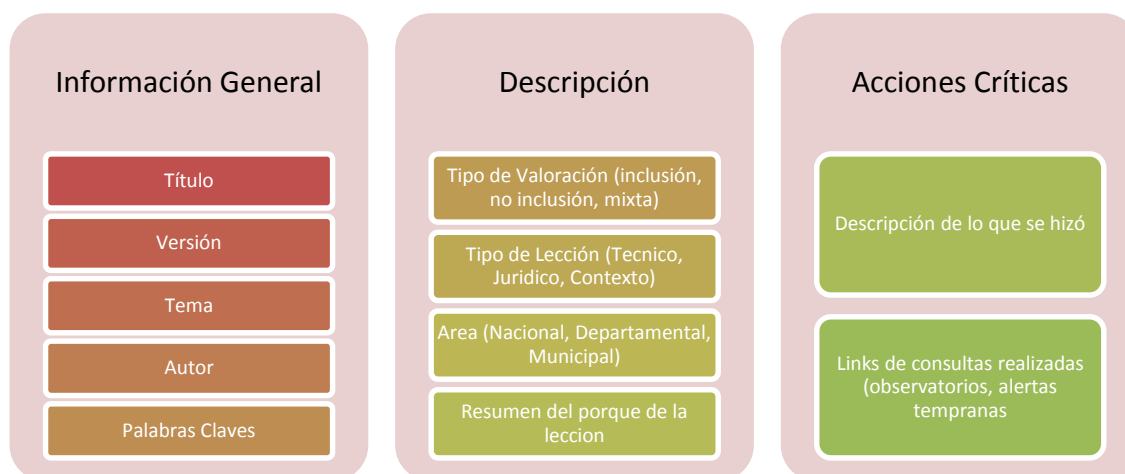 Información General
Título
Versión
Tema
Autor
Palabras Claves
Descripción
Tipo de Valoración (inclusión,
no inclusión, mixta)
Tipo de Lección (Tecnico,
Juridico, Contexto)
Area (Nacional, Departamental,
Municipal)
Resumen del porque de la
leccion
Acciones Críticas
Descripción de lo que se hizó
Links de consultas realizadas
(observatorios, alertas
tempranas